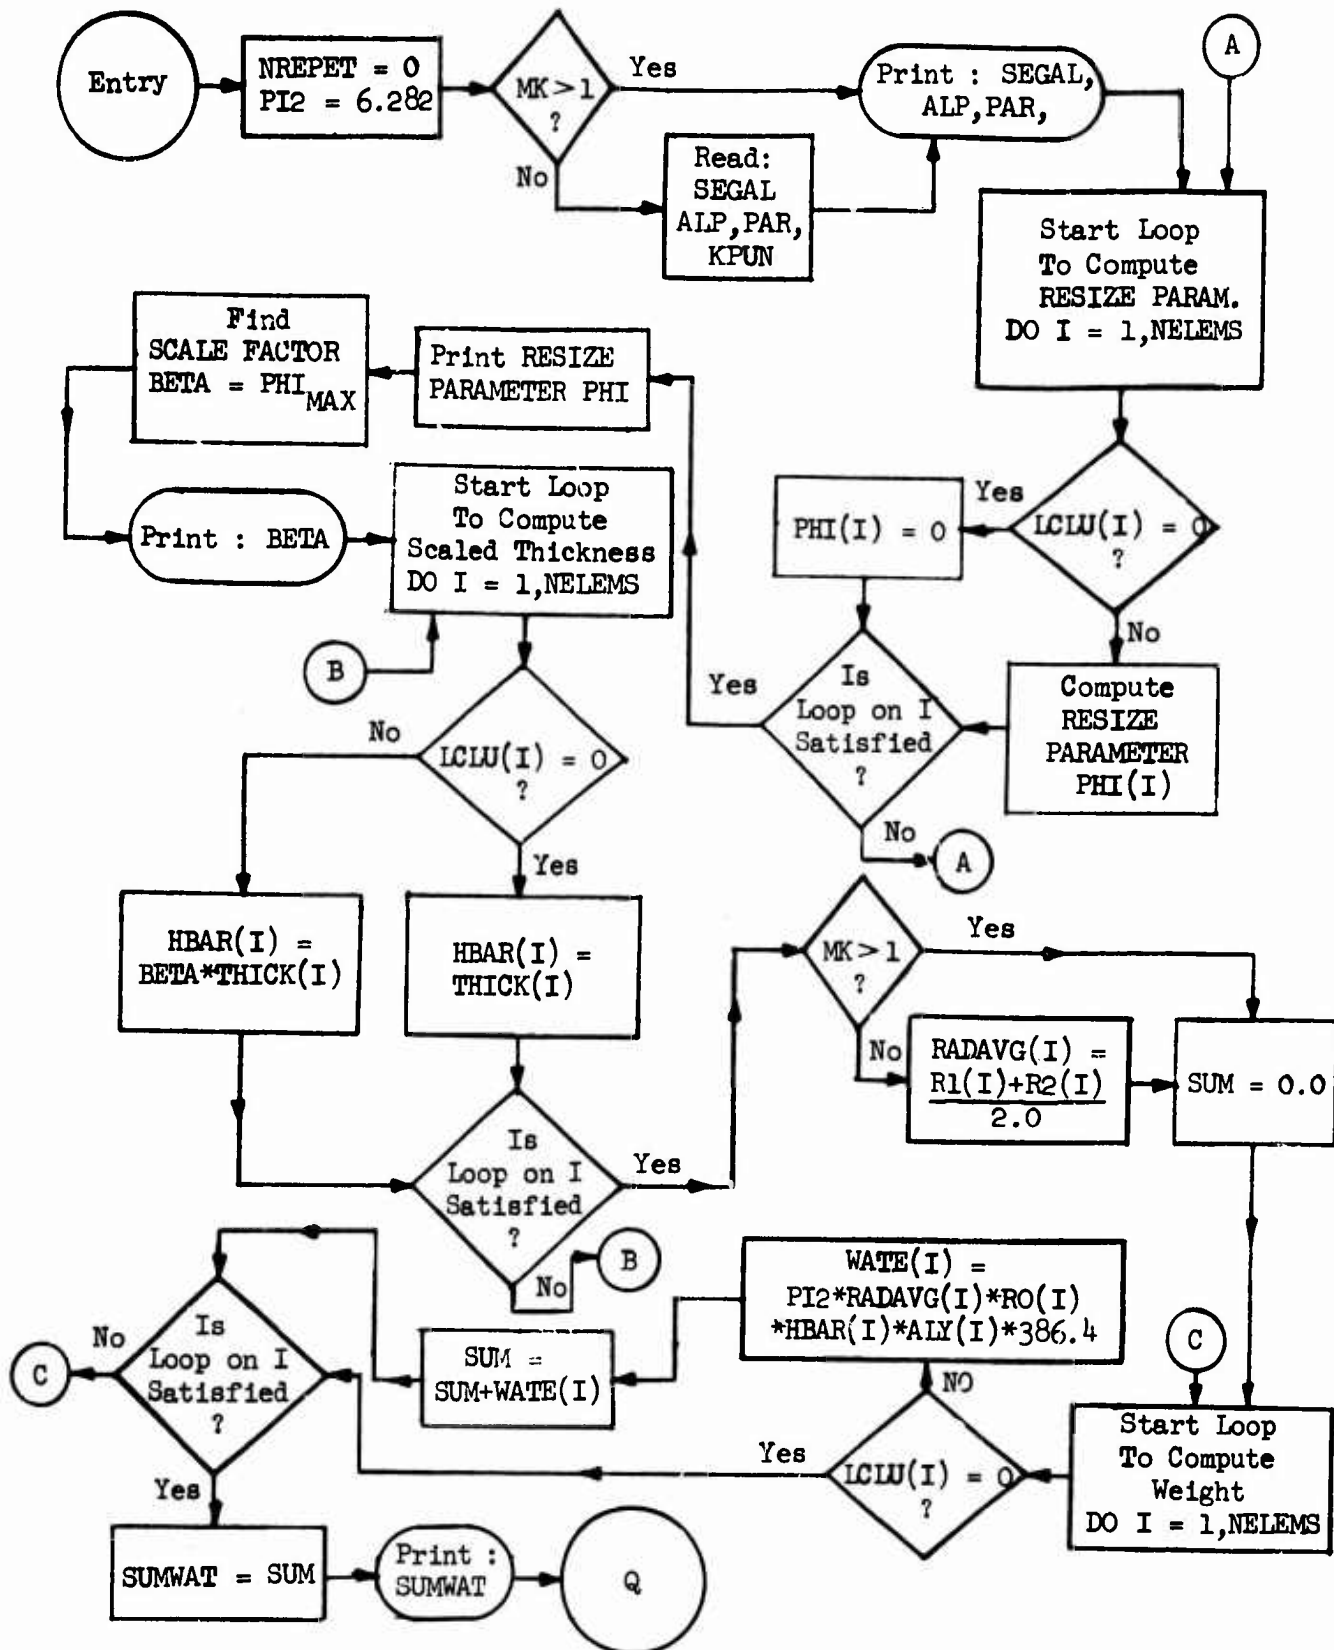 Entry
NREPET = 0
PI2 = 6.282
MK > 1
?
Yes
No
Read:
SEGAL
ALP,PAR,
KPUN
Print : SEGAL,
ALP,PAR,
A
Start Loop
To Compute
RESIZE PARAM.
DO I = 1,NELEMS
LCLU(I) = 0
?
Yes
No
PHI(I) = 0
Compute
RESIZE
PARAMETER
PHI(I)
Is
Loop on I
Satisfied
?
Yes
No
A
Print RESIZE
PARAMETER PHI
Find
SCALE FACTOR
BETA = PHI
MAX
Print : BETA
Start Loop
To Compute
Scaled Thickness
DO I = 1,NELEMS
B
LCLU(I) = 0
?
No
Yes
HBAR(I) =
BETA*THICK(I)
HBAR(I) =
THICK(I)
Is
Loop on I
Satisfied
?
Yes
No
B
MK > 1
?
Yes
No
RADAVG(I) =
R1(I)+R2(I)
2.0
SUM = 0.0
C
Start Loop
To Compute
Weight
DO I = 1,NELEMS
LCLU(I) = 0
?
NO
Yes
WATE(I) =
PI2*RADAVG(I)*RO(I)
*HBAR(I)*ALY(I)*386.4
SUM =
SUM+WATE(I)
Is
Loop on I
Satisfied
?
No
C
Yes
SUMWAT = SUM
Print :
SUMWAT
Q